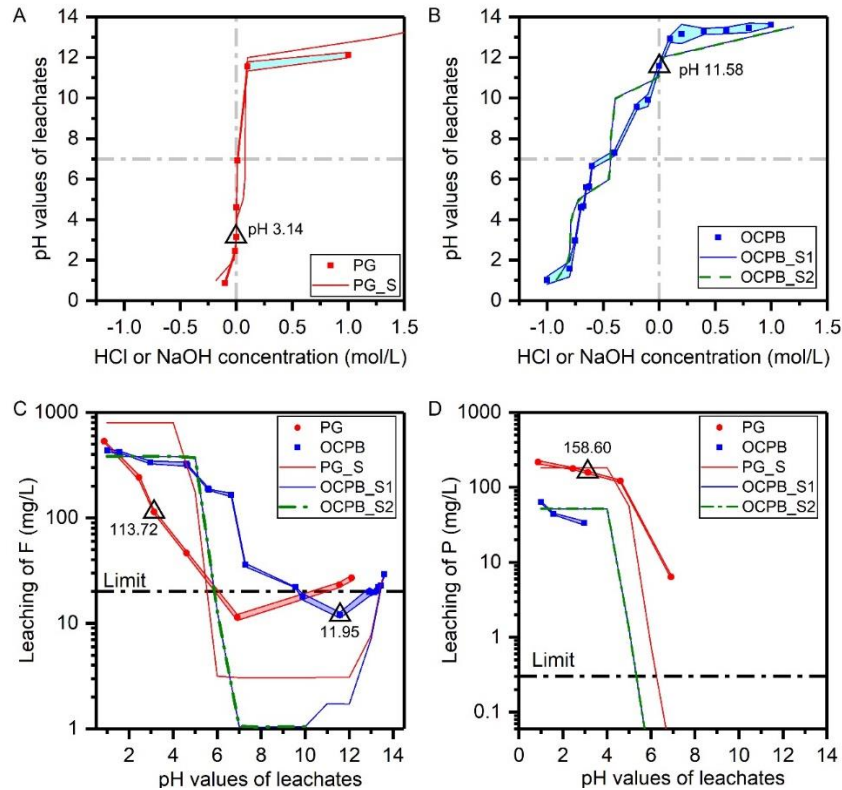 A
pH values of leachates
14
12
10
8
6
4
2
0
pH 3.14
PG
PG_S
-1.0 -0.5 0.0 0.5 1.0 1.5
HCl or NaOH concentration (mol/L)
B
pH values of leachates
14
12
10
8
6
4
2
0
pH 11.58
OCPB
OCPB_S1
OCPB_S2
-1.0 -0.5 0.0 0.5 1.0 1.5
HCl or NaOH concentration (mol/L)
C
Leaching of F (mg/L)
1000
100
10
1
PG
OCPB
PG_S
OCPB_S1
OCPB_S2
113.72
Limit
11.95
2 4 6 8 10 12 14
pH values of leachates
D
Leaching of P (mg/L)
1000
100
10
1
0.1
158.60
PG
OCPB
PG_S
OCPB_S1
OCPB_S2
Limit
0 2 4 6 8 10 12 14
pH values of leachates